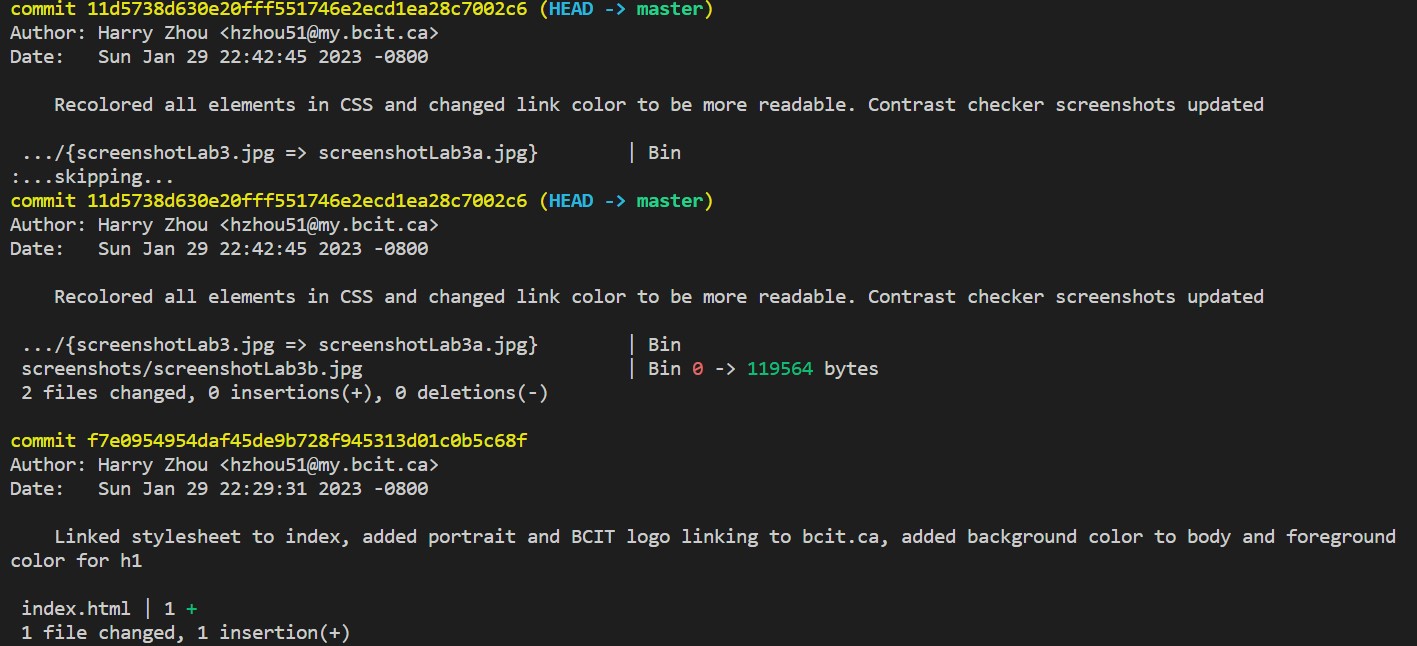 commit 11d5738d630e20fff551746e2ecd1ea28c7002c6 (HEAD -> master)
Author: Harry Zhou <hzhou51@my.bcit.ca>
Date:   Sun Jan 29 22:42:45 2023 -0800

    Recolored all elements in CSS and changed link color to be more readable. Contrast checker screenshots updated

 .../{screenshotLab3.jpg => screenshotLab3a.jpg}        | Bin
:...skipping...
commit 11d5738d630e20fff551746e2ecd1ea28c7002c6 (HEAD -> master)
Author: Harry Zhou <hzhou51@my.bcit.ca>
Date:   Sun Jan 29 22:42:45 2023 -0800

    Recolored all elements in CSS and changed link color to be more readable. Contrast checker screenshots updated

 .../{screenshotLab3.jpg => screenshotLab3a.jpg}        | Bin
 screenshots/screenshotLab3b.jpg                        | Bin 0 -> 119564 bytes
 2 files changed, 0 insertions(+), 0 deletions(-)

commit f7e0954954daf45de9b728f945313d01c0b5c68f
Author: Harry Zhou <hzhou51@my.bcit.ca>
Date:   Sun Jan 29 22:29:31 2023 -0800

    Linked stylesheet to index, added portrait and BCIT logo linking to bcit.ca, added background color to body and foreground
color for h1

 index.html | 1 +
 1 file changed, 1 insertion(+)